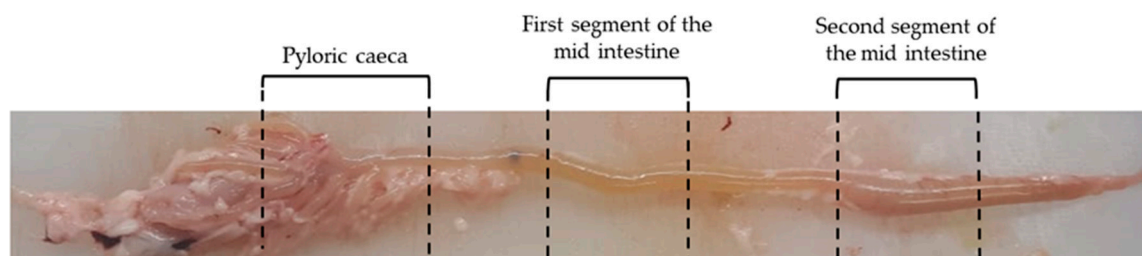 Pyloric caeca
First segment of the
mid intestine
Second segment of
the mid intestine